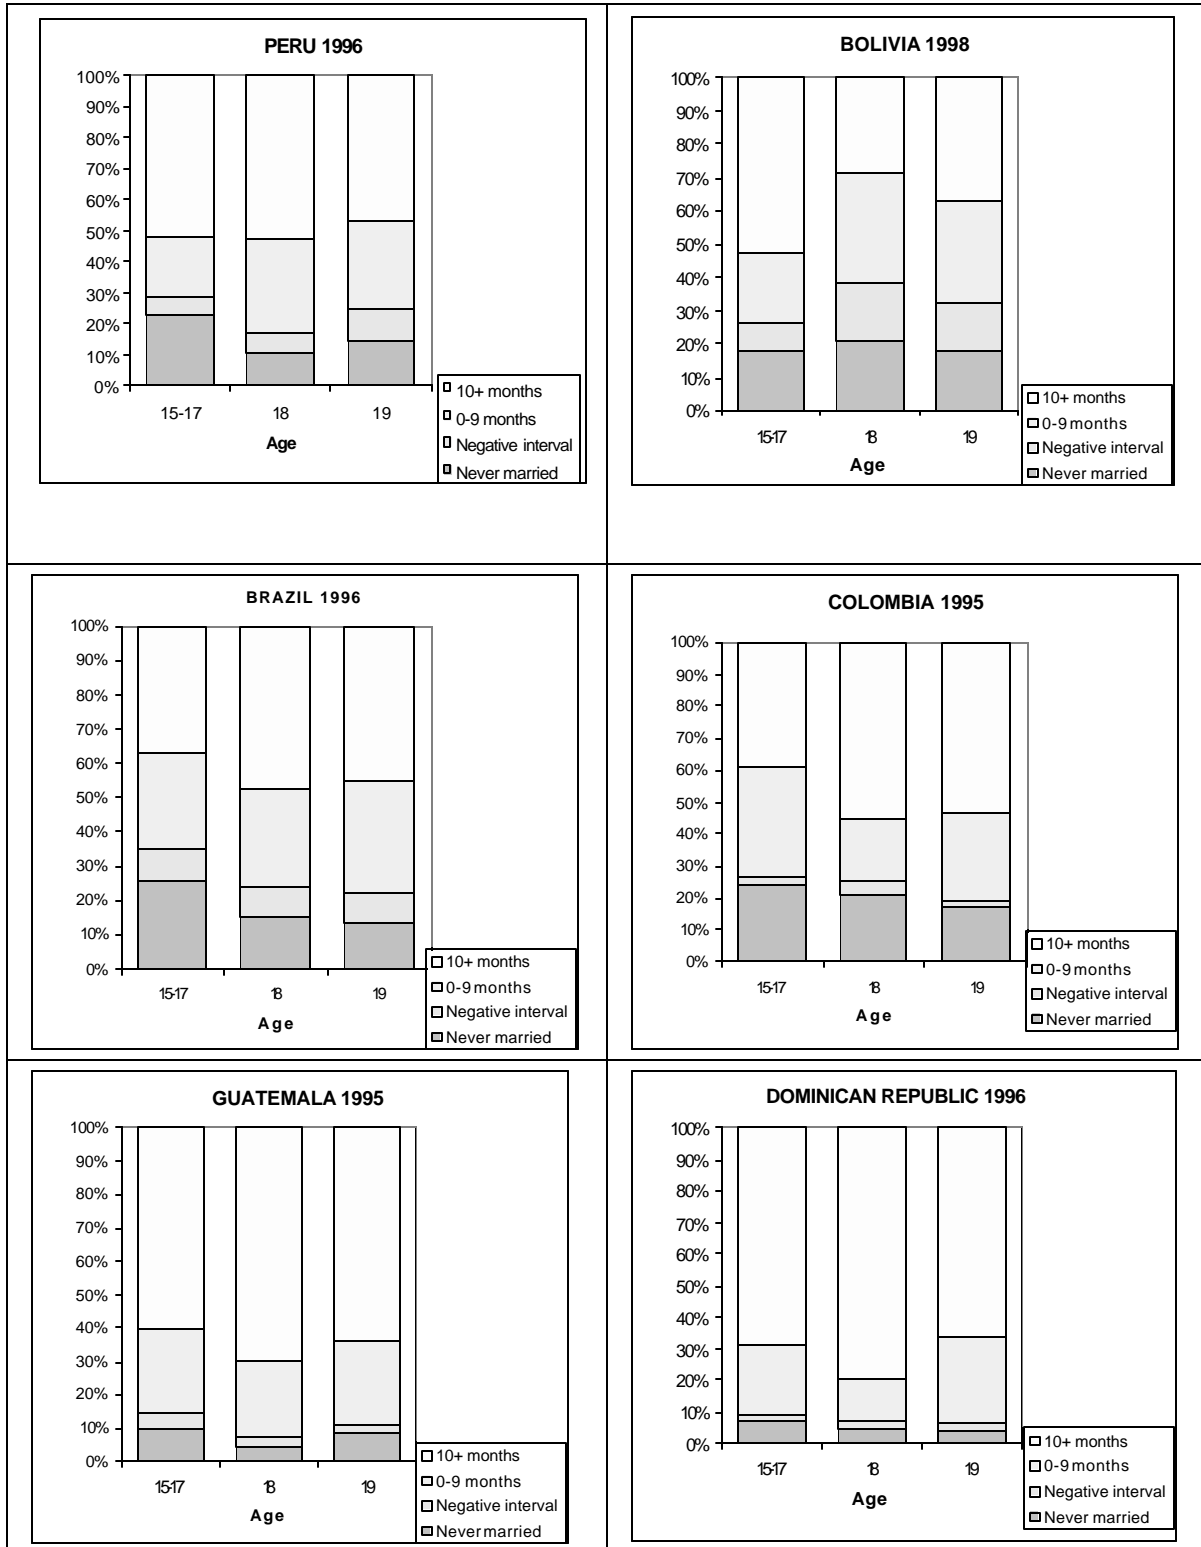 PERU 1996
100%
90%
80%
70%
60%
50%
40%
30%
20%
10%
0%
15-17 18 19
Age
10+ months
0-9 months
Negative interval
Never married
BOLIVIA 1998
100%
90%
80%
70%
60%
50%
40%
30%
20%
10%
0%
15-17 18 19
Age
10+ months
0-9 months
Negative interval
Never married
BRAZIL 1996
100%
90%
80%
70%
60%
50%
40%
30%
20%
10%
0%
15-17 18 19
Age
10+ months
0-9 months
Negative interval
Never married
COLOMBIA 1995
100%
90%
80%
70%
60%
50%
40%
30%
20%
10%
0%
15-17 18 19
Age
10+ months
0-9 months
Negative interval
Never married
GUATEMALA 1995
100%
90%
80%
70%
60%
50%
40%
30%
20%
10%
0%
15-17 18 19
Age
10+ months
0-9 months
Negative interval
Never married
DOMINICAN REPUBLIC 1996
100%
90%
80%
70%
60%
50%
40%
30%
20%
10%
0%
15-17 18 19
Age
10+ months
0-9 months
Negative interval
Never married